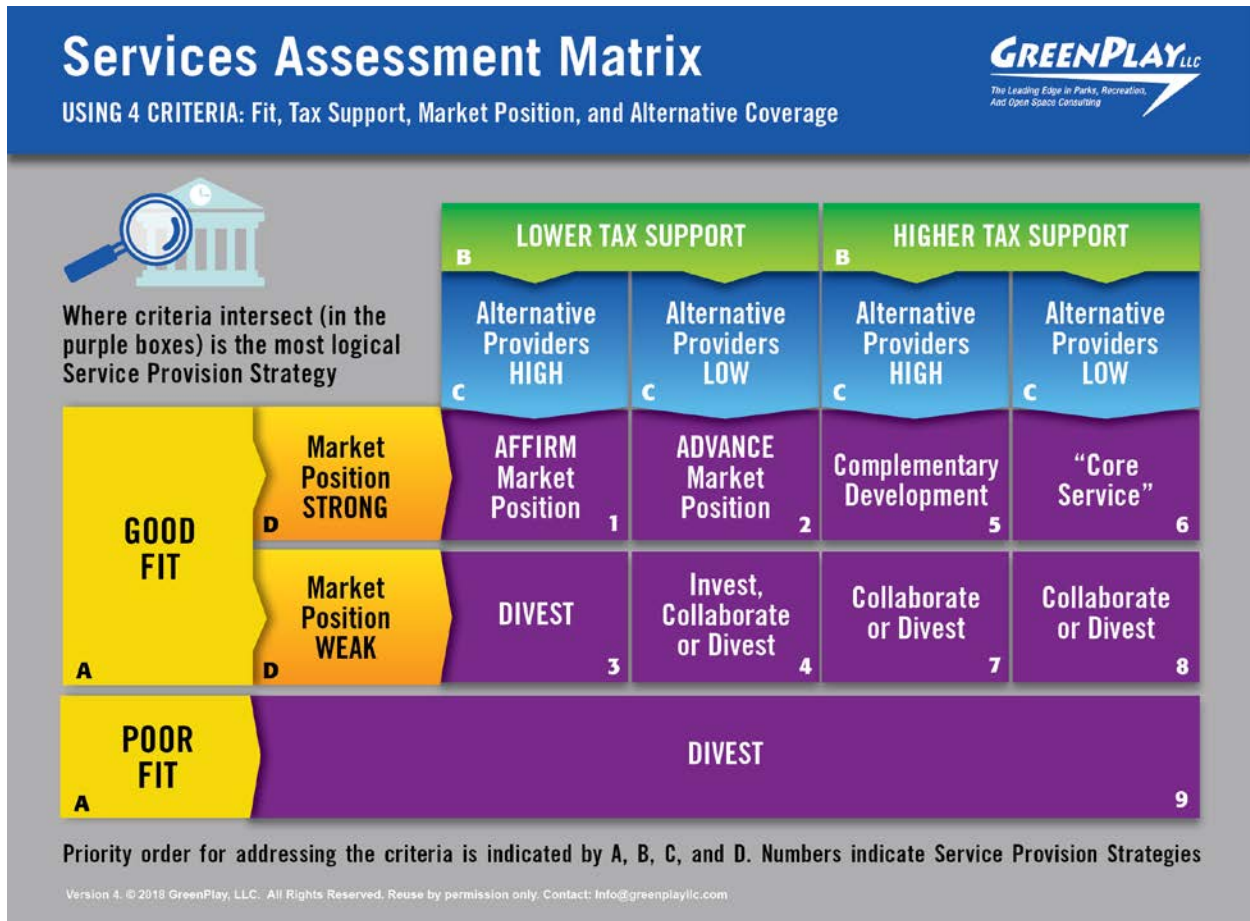 Services Assessment Matrix
USING 4 CRITERIA: Fit, Tax Support, Market Position, and Alternative Coverage
GREENPLAY LLC
The Leading Edge in Parks, Recreation,
And Open Space Consulting
Where criteria intersect (in the
purple boxes) is the most logical
Service Provision Strategy
LOWER TAX SUPPORT
B
HIGHER TAX SUPPORT
B
Alternative
Providers
HIGH
C
Alternative
Providers
LOW
C
Alternative
Providers
HIGH
C
Alternative
Providers
LOW
C
GOOD
FIT
A
Market
Position
STRONG
D
AFFIRM
Market
Position
1
ADVANCE
Market
Position
2
Complementary
Development
5
“Core
Service”
6
Market
Position
WEAK
D
DIVEST
3
Invest,
Collaborate
or Divest
4
Collaborate
or Divest
7
Collaborate
or Divest
8
POOR
FIT
A
DIVEST
9
Priority order for addressing the criteria is indicated by A, B, C, and D. Numbers indicate Service Provision Strategies
Version 4. © 2018 GreenPlay, LLC. All Rights Reserved. Reuse by permission only. Contact: Info@greenplayllc.com